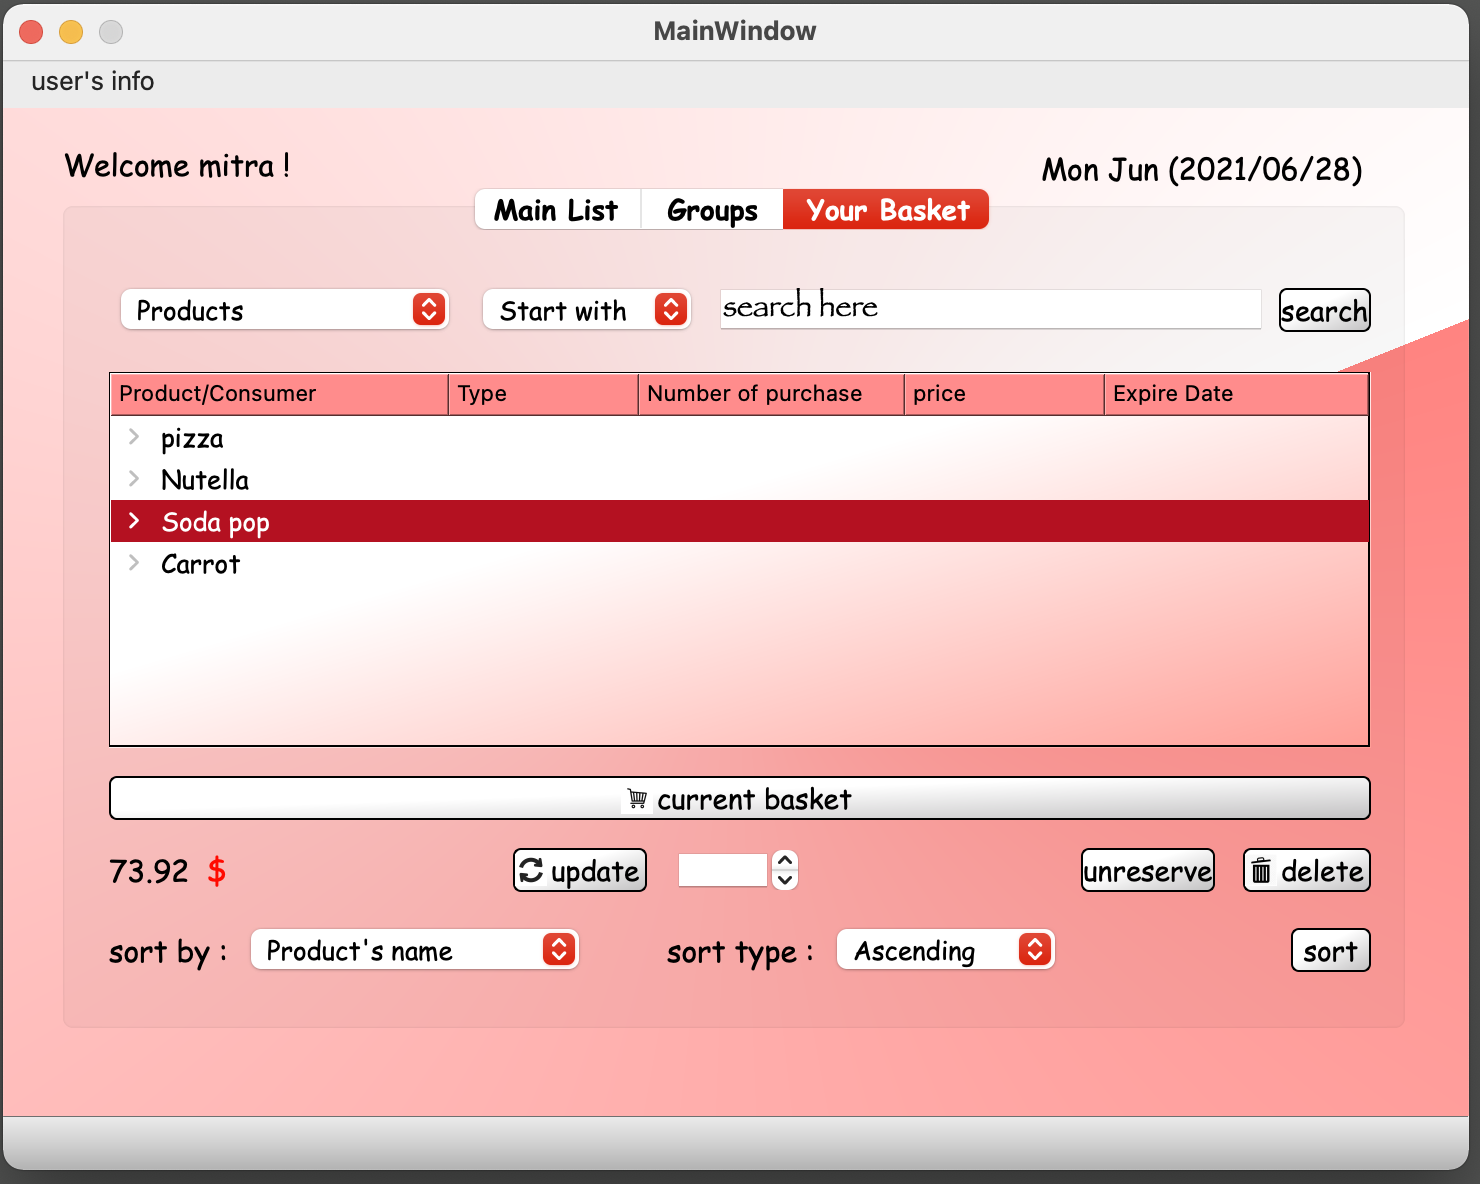 MainWindow
user's info
Welcome mitra !
Mon Jun (2021/06/28)
Main List Groups Your Basket
Products Start with search here search
Product/Consumer Type Number of purchase price Expire Date
pizza
Nutella
Soda pop
Carrot
current basket
73.92 $ update unreserve delete
sort by : Product's name sort type : Ascending sort